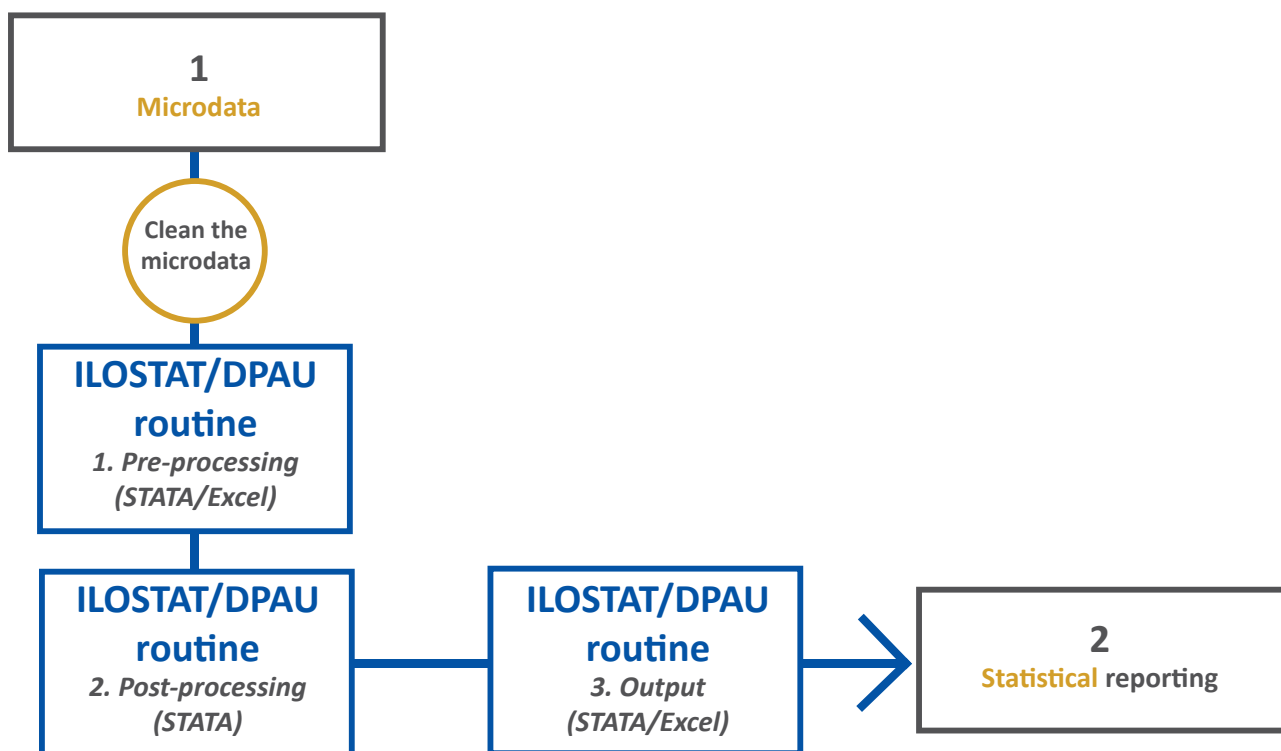 1
Microdata
Clean the
microdata
ILOSTAT/DPAU
routine
1. Pre-processing
(STATA/Excel)
ILOSTAT/DPAU
routine
2. Post-processing
(STATA)
ILOSTAT/DPAU
routine
3. Output
(STATA/Excel)
2
Statistical reporting